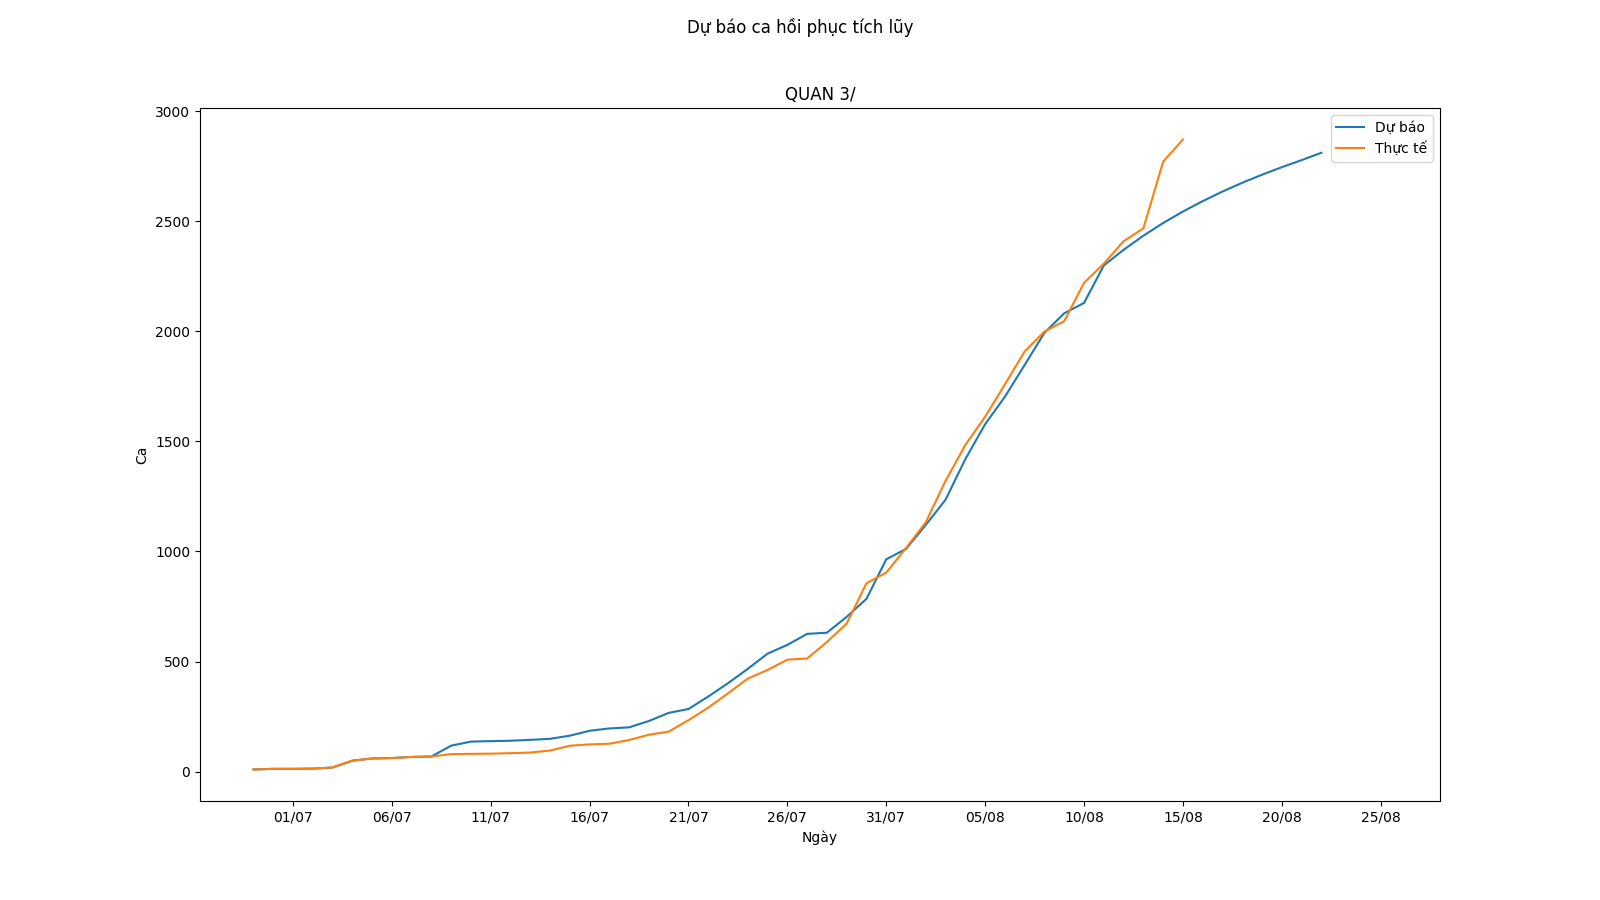 Dự báo ca hồi phục tích lũy
QUAN 3/
Dự báo
Thực tế
3000
2500
2000
1500
1000
500
0
Ca
01/07 06/07 11/07 16/07 21/07 26/07 31/07 05/08 10/08 15/08 20/08 25/08
Ngày